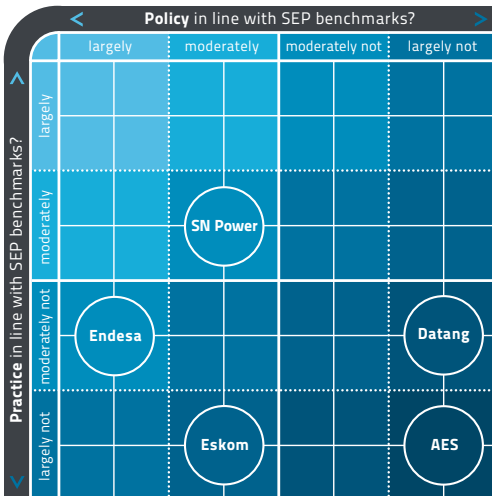 Policy in line with SEP benchmarks?
largely
moderately
moderately not
largely not
Practice in line with SEP benchmarks?
largely
moderately
moderately not
largely not
SN Power
Endesa
Datang
Eskom
AES